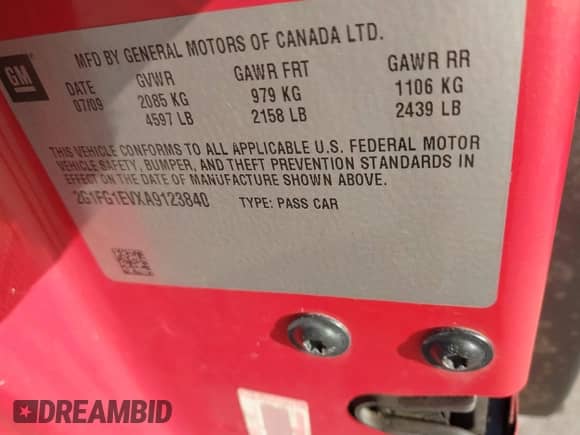 GM
MFD BY GENERAL MOTORS OF CANADA LTD.
DATE GVWR GAWR FRT GAWR RR
07/09 2085 KG 979 KG 1106 KG
4597 LB 2158 LB 2439 LB
THIS VEHICLE CONFORMS TO ALL APPLICABLE U.S. FEDERAL MOTOR
VEHICLE SAFETY, BUMPER, AND THEFT PREVENTION STANDARDS IN
EFFECT ON THE DATE OF MANUFACTURE SHOWN ABOVE.
2G1FG1EVXA9123840 TYPE: PASS CAR
DREAMBID